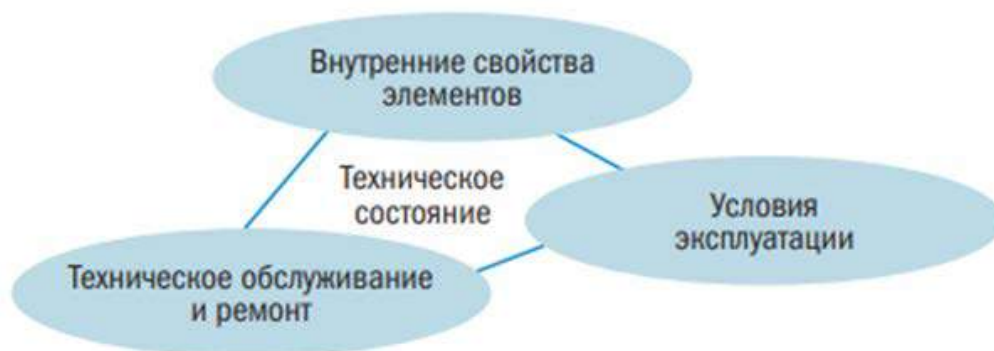 Внутренние свойства
элементов
Техническое
состояние
Условия
эксплуатации
Техническое обслуживание
и ремонт